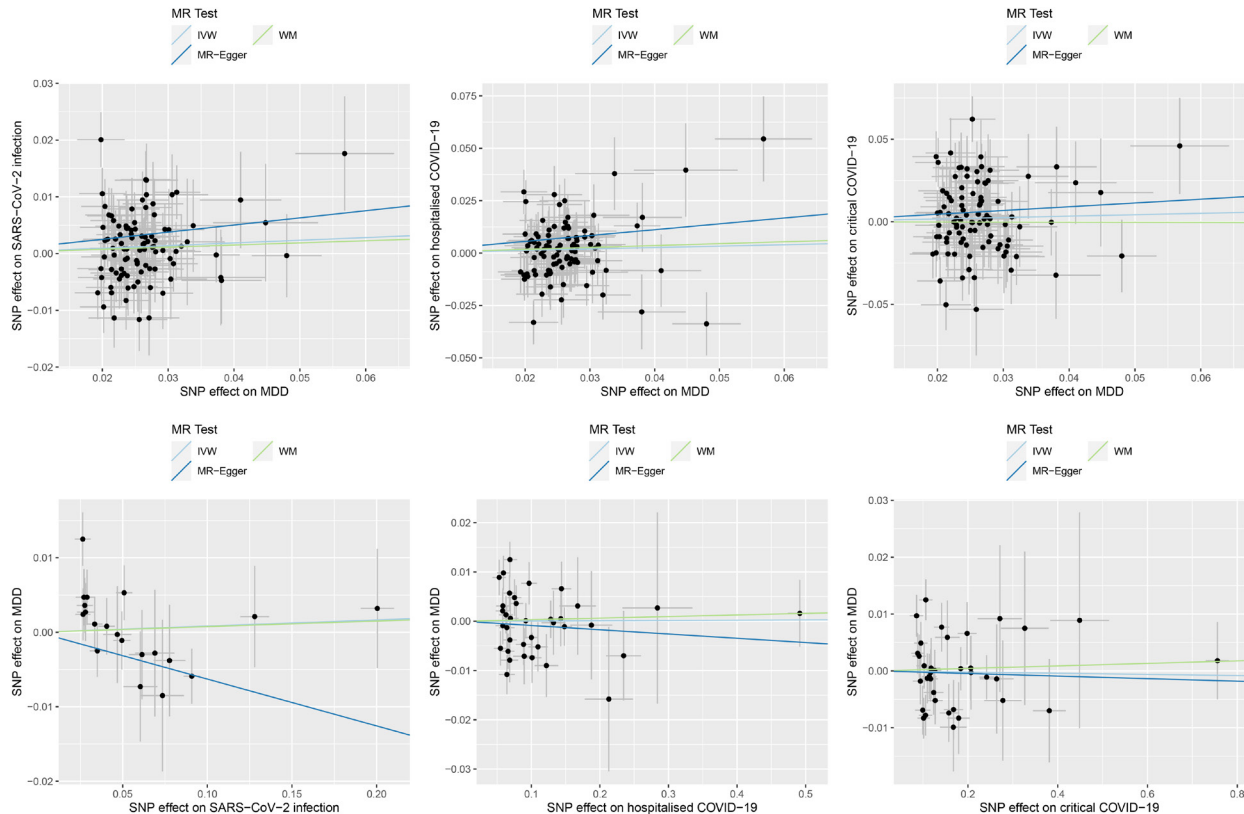 MR Test
IVW
WM
MR−Egger
SNP effect on SARS−CoV−2 infection
0.03
0.02
0.01
0.00
−0.01
−0.02
0.02
0.03
0.04
0.05
0.06
SNP effect on MDD
MR Test
IVW
WM
MR−Egger
SNP effect on hospitalised COVID−19
0.075
0.050
0.025
0.000
−0.025
−0.050
0.02
0.03
0.04
0.05
0.06
SNP effect on MDD
MR Test
IVW
WM
MR−Egger
SNP effect on critical COVID−19
0.05
0.00
−0.05
0.02
0.03
0.04
0.05
0.06
SNP effect on MDD
MR Test
IVW
WM
MR−Egger
SNP effect on MDD
0.01
0.00
−0.01
−0.02
0.05
0.10
0.15
0.20
SNP effect on SARS−CoV−2 infection
MR Test
IVW
WM
MR−Egger
SNP effect on MDD
0.02
0.01
0.00
−0.01
−0.02
−0.03
0.1
0.2
0.3
0.4
0.5
SNP effect on hospitalised COVID−19
MR Test
IVW
WM
MR−Egger
SNP effect on MDD
0.03
0.02
0.01
0.00
−0.01
0.2
0.4
0.6
0.8
SNP effect on critical COVID−19